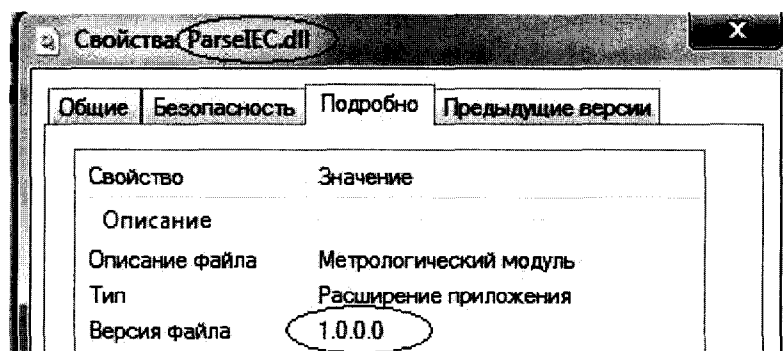 Свойства: ParseIEC.dll
Общие Безопасность Подробно Предыдущие версии
Свойство Значение
Описание
Описание файла Метрологический модуль
Тип Расширение приложения
Версия файла 1.0.0.0